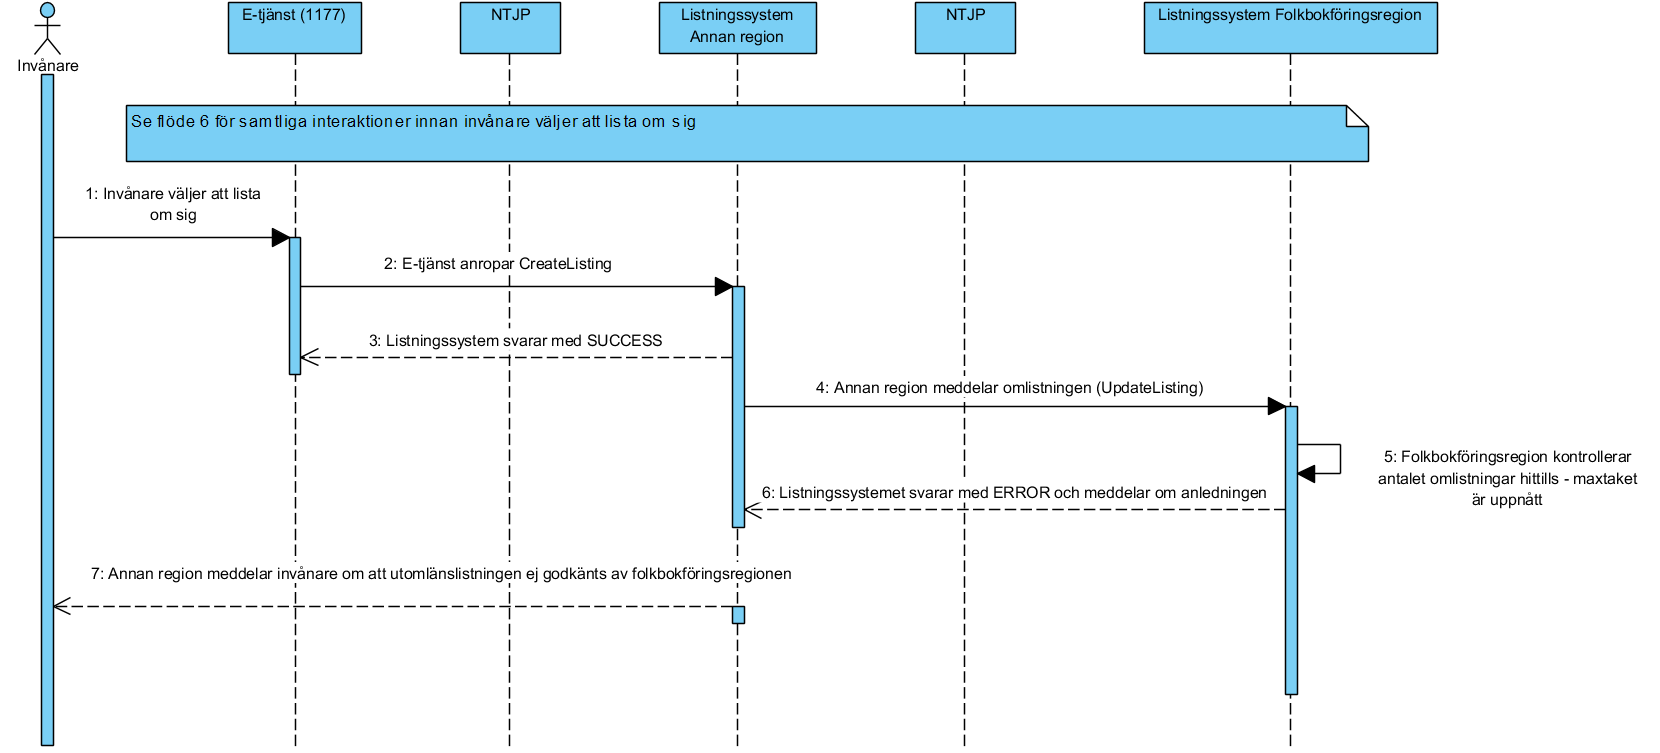 Invånare
E-tjänst (1177)
NTJP
Listningssystem
Annan region
NTJP
Listningssystem Folkbokföringsregion
Se flöde 6 för samtliga interaktioner innan invånare väljer att lista om sig
1: Invånare väljer att lista
om sig
2: E-tjänst anropar CreateListing
3: Listningssystem svarar med SUCCESS
4: Annan region meddelar omlistningen (UpdateListing)
5: Folkbokföringsregion kontrollerar
antalet omlistningar hittills - maxtaket
är uppnått
6: Listningssystemet svarar med ERROR och meddelar om anledningen
7: Annan region meddelar invånare om att utomlänslistningen ej godkänts av folkbokföringsregionen